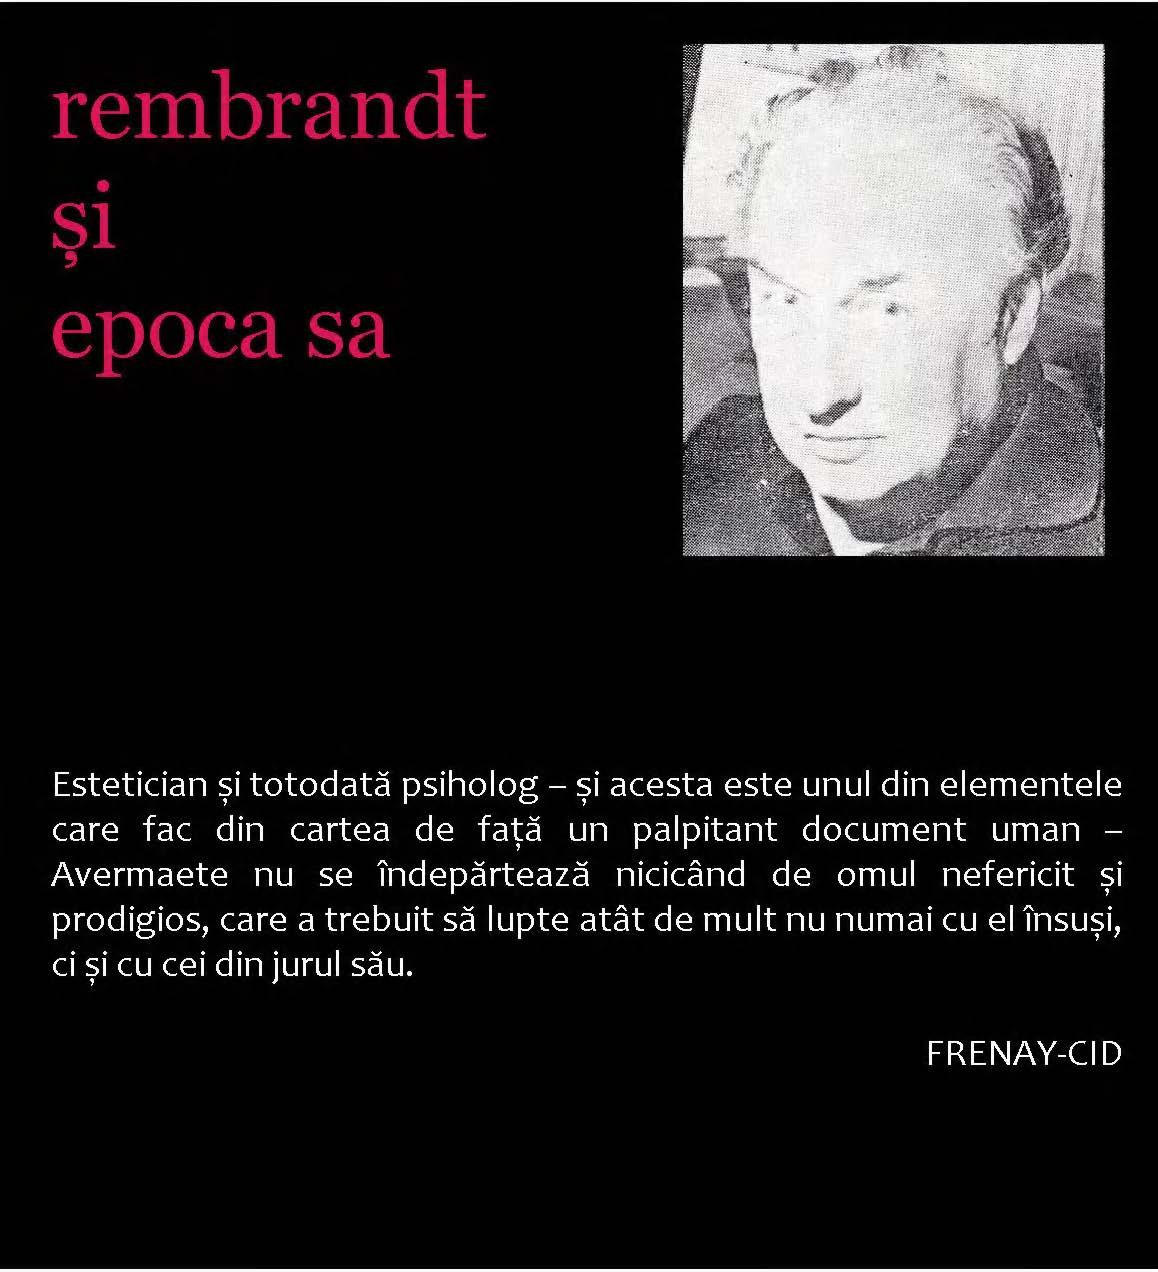 rembrandt
și
epoca sa
Estetician și totodată psiholog – și acesta este unul din elementele
care fac din cartea de față un palpitant document uman –
Avermaete nu se îndepărtează nicicând de omul nefericit și
prodigios, care a trebuit să lupte atât de mult nu numai cu el însuși,
ci și cu cei din jurul său.
FRENAY-CID